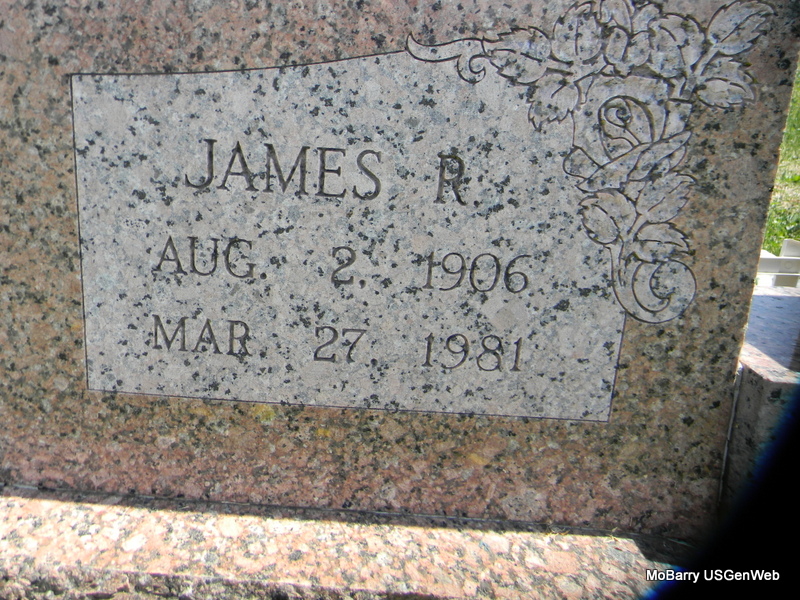 JAMES R.
AUG. 2, 1906
MAR 27 1981
MoBarry USGenWeb